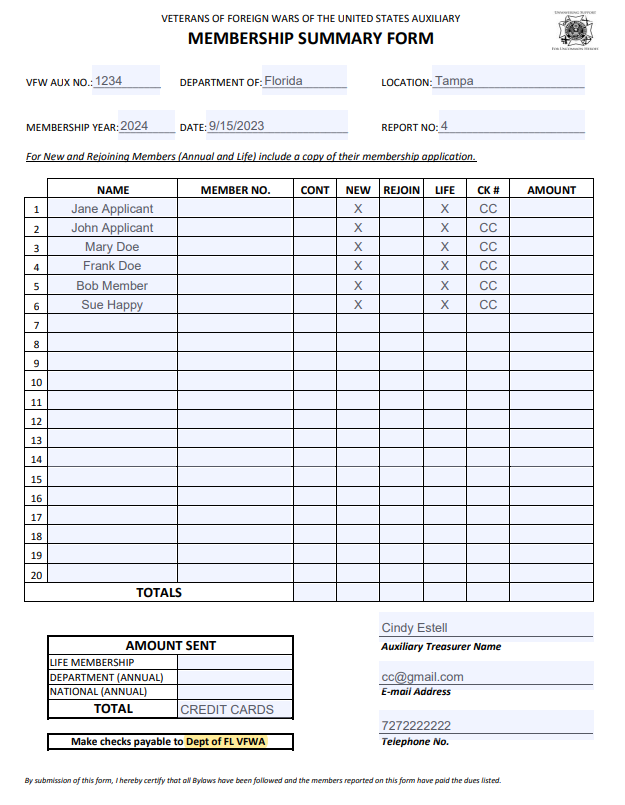 VETERANS OF FOREIGN WARS OF THE UNITED STATES AUXILIARY
MEMBERSHIP SUMMARY FORM
VFW AUX NO.: 1234 DEPARTMENT OF: Florida LOCATION: Tampa
MEMBERSHIP YEAR: 2024 DATE: 9/15/2023 REPORT NO: 4
For New and Rejoining Members (Annual and Life) include a copy of their membership application.
NAME MEMBER NO. CONT NEW REJOIN LIFE CK # AMOUNT
1 Jane Applicant X X CC
2 John Applicant X X CC
3 Mary Doe X X CC
4 Frank Doe X X CC
5 Bob Member X X CC
6 Sue Happy X X CC
7
8
9
10
11
12
13
14
15
16
17
18
19
20
TOTALS
Cindy Estell
Auxiliary Treasurer Name
AMOUNT SENT
LIFE MEMBERSHIP
DEPARTMENT (ANNUAL)
NATIONAL (ANNUAL)
TOTAL CREDIT CARDS
cc@gmail.com
E-mail Address
7272222222
Telephone No.
Make checks payable to Dept of FL VFWA
By submission of this form, I hereby certify that all Bylaws have been followed and the members reported on this form have paid the dues listed.